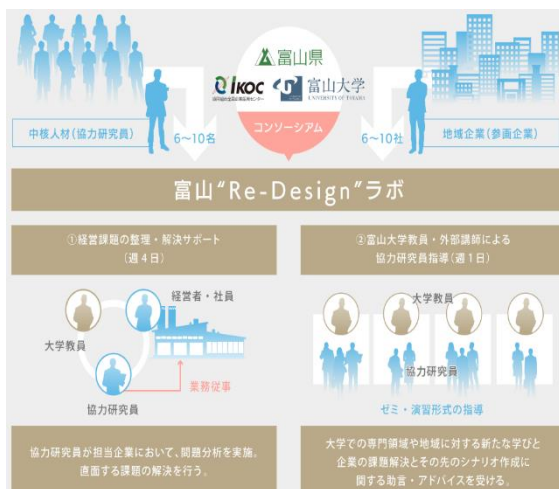 富山県
ikoc
富山大学
UNIVERSITY OF TOYAMA
コンソーシアム
中核人材(協力研究員)
6〜10名
6〜10社
地域企業(参画企業)
富山“Re-Design”ラボ
①経営課題の整理・解決サポート
(週4日)
②富山大学教員・外部講師による
協力研究員指導(週1日)
経営者・社員
大学教員
業務従事
協力研究員
大学教員
協力研究員
ゼミ・演習形式の指導
協力研究員が担当企業において、問題分析を実施。
直面する課題の解決を行う。
大学での専門領域や地域に対する新たな学びと
企業の課題解決とその先のシナリオ作成に
関する助言・アドバイスを受ける。